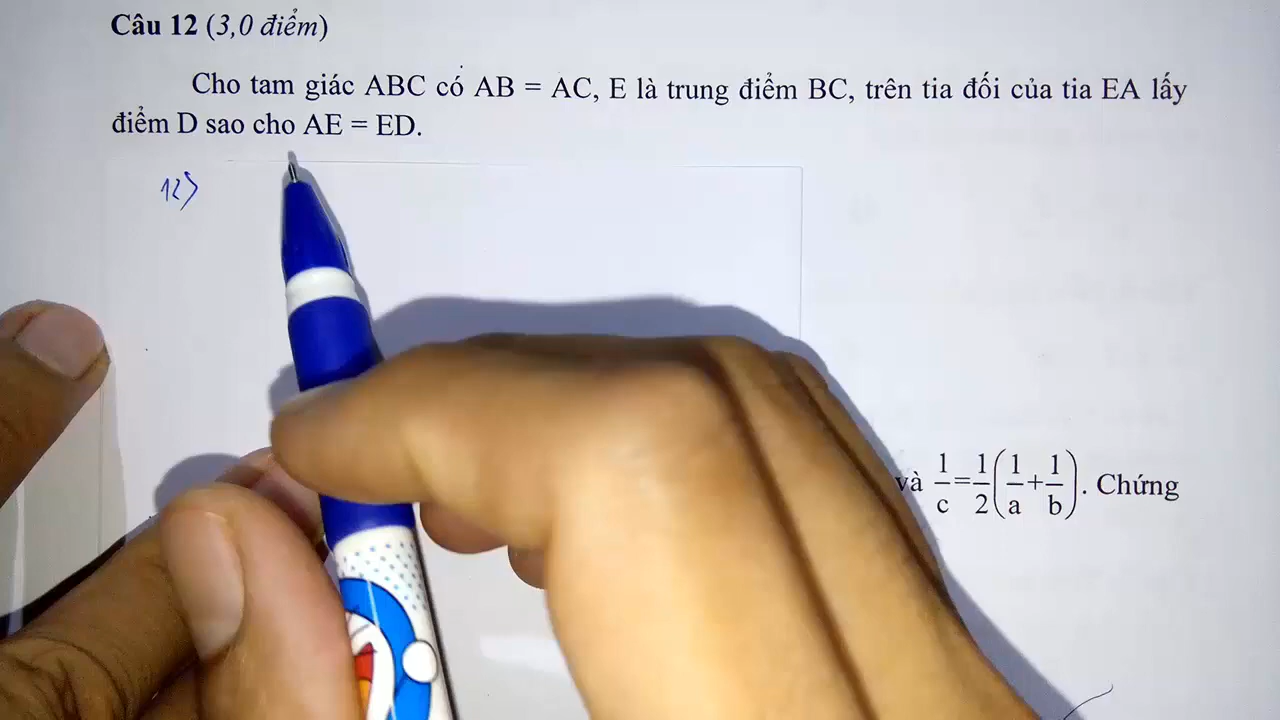 Câu 12 (3,0 điểm)
Cho tam giác ABC có AB = AC, E là trung điểm BC, trên tia đối của tia EA lấy
điểm D sao cho AE = ED.
12)
và 1/c = 1/2 (1/a + 1/b). Chứng